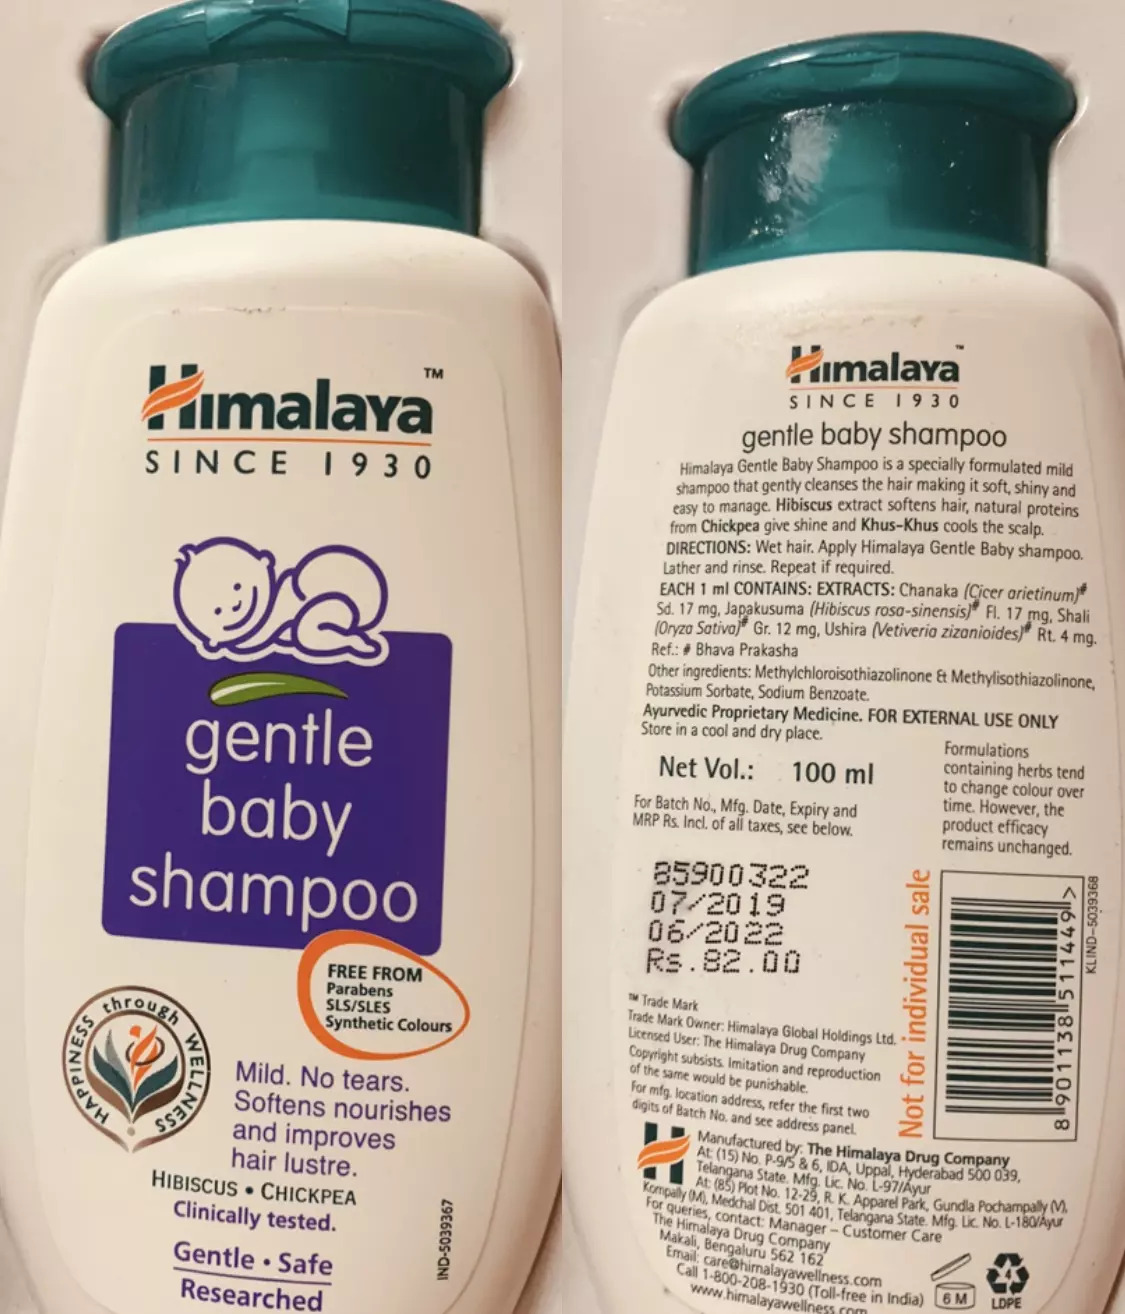 Himalaya™
SINCE 1930
gentle
baby
shampoo
FREE FROM
Parabens
SLS/SLES
Synthetic Colours
HAPPINESS through WELLNESS
Mild. No tears.
Softens nourishes
and improves
hair lustre.
HIBISCUS • CHICKPEA
Clinically tested.
Gentle • Safe
Researched
IND-5039367
Himalaya™
SINCE 1930
gentle baby shampoo
Himalaya Gentle Baby Shampoo is a specially formulated mild
shampoo that gently cleanses the hair making it soft, shiny and
easy to manage. Hibiscus extract softens hair, natural proteins
from Chickpea give shine and Khus-Khus cools the scalp.
DIRECTIONS: Wet hair. Apply Himalaya Gentle Baby shampoo.
Lather and rinse. Repeat if required.
EACH 1 ml CONTAINS: EXTRACTS: Chanaka (Cicer arietinum)#
Sd. 17 mg, Japakusuma (Hibiscus rosa-sinensis)# Fl. 17 mg, Shali
(Oryza Sativa)# Gr. 12 mg, Ushira (Vetiveria zizanioides)# Rt. 4 mg.
Ref.: # Bhava Prakasha
Other ingredients: Methylchloroisothiazolinone & Methylisothiazolinone,
Potassium Sorbate, Sodium Benzoate.
Ayurvedic Proprietary Medicine. FOR EXTERNAL USE ONLY
Store in a cool and dry place.
Net Vol.: 100 ml
For Batch No., Mfg. Date, Expiry and
MRP Rs. Incl. of all taxes, see below.
Formulations
containing herbs tend
to change colour over
time. However, the
product efficacy
remains unchanged.
85900322
07/2019
06/2022
Rs.82.00
Not for individual sale
8 901138 511449 >
KLIND-5039368
™ Trade Mark
Trade Mark Owner: Himalaya Global Holdings Ltd.
Licensed User: The Himalaya Drug Company
Copyright subsists. Imitation and reproduction
of the same would be punishable.
For mfg. location address, refer the first two
digits of Batch No. and see address panel.
Manufactured by: The Himalaya Drug Company
At: (15) No. P-9/5 & 6, IDA, Uppal, Hyderabad 500 039,
Telangana State. Mfg. Lic. No. L-97/Ayur
At: (85) Plot No. 12-29, R. K. Apparel Park, Gundla Pochampally (V),
Kompally (M), Medchal Dist. 501 401, Telangana State. Mfg. Lic. No. L-180/Ayur
For queries, contact: Manager – Customer Care
The Himalaya Drug Company
Makali, Bengaluru 562 162
Email: care@himalayawellness.com
Call 1-800-208-1930 (Toll-free in India)
www.himalayawellness.com
6 M
4
LDPE